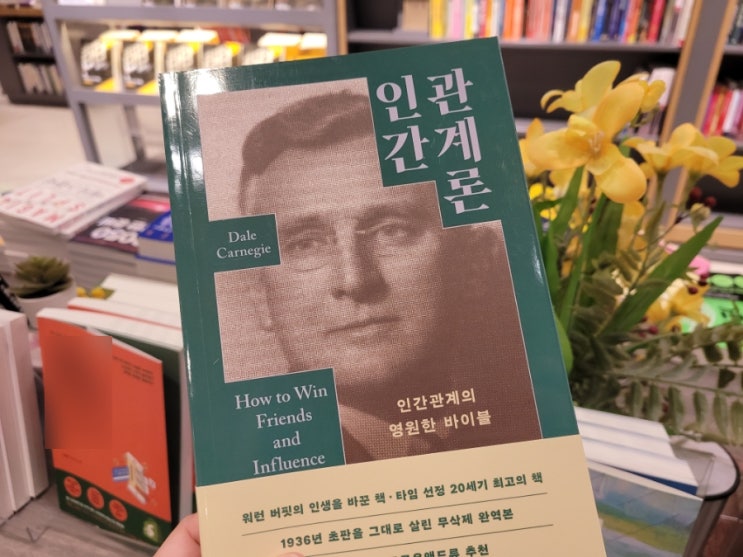 인간
관계론
Dale
Carnegie
How to Win
Friends
and
Influence
인간관계의
영원한 바이블
워런 버핏의 인생을 바꾼 책·타임 선정 20세기 최고의 책
1936년 초판을 그대로 살린 무삭제 완역본
추천